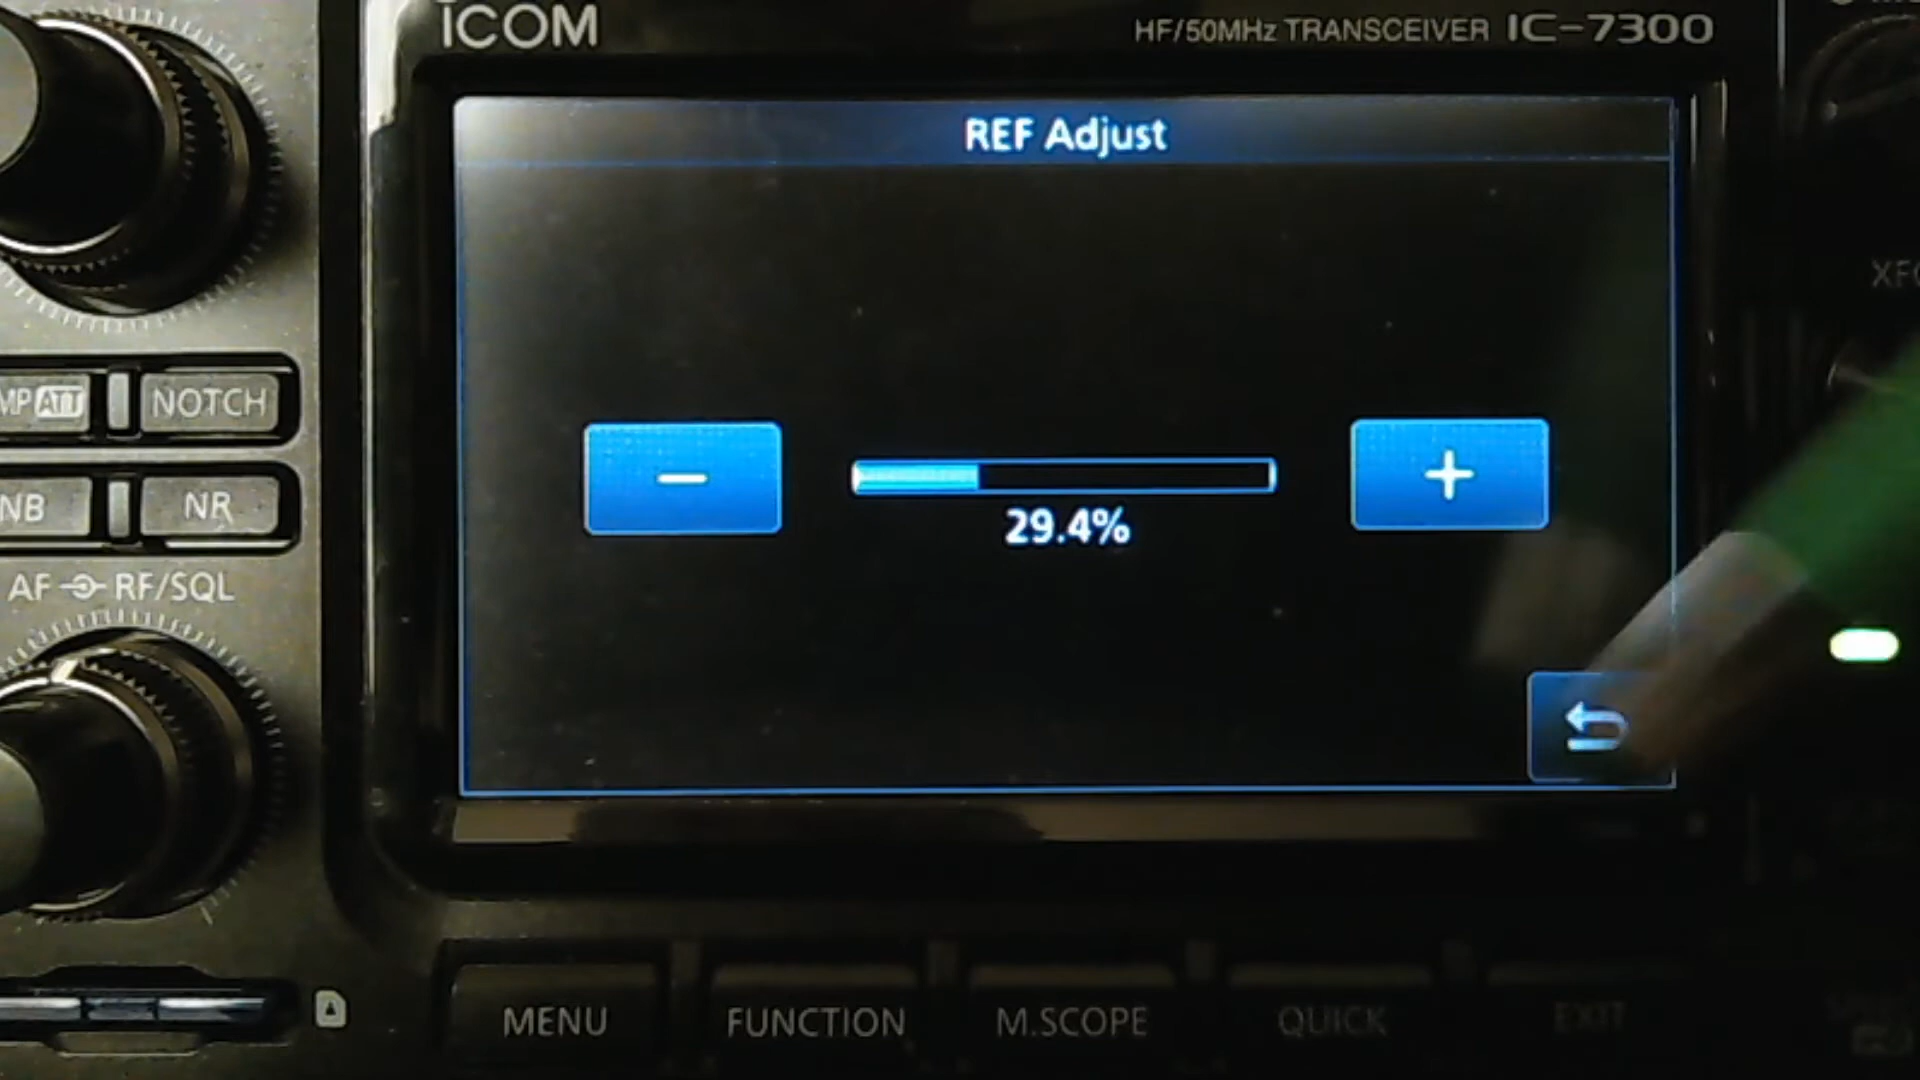 ICOM
HF/50MHz TRANSCEIVER IC-7300
REF Adjust
XFC
MP ATT
NOTCH
−
+
29.4%
NB
NR
AF RF/SQL
MENU
FUNCTION
M.SCOPE
QUICK
EXIT